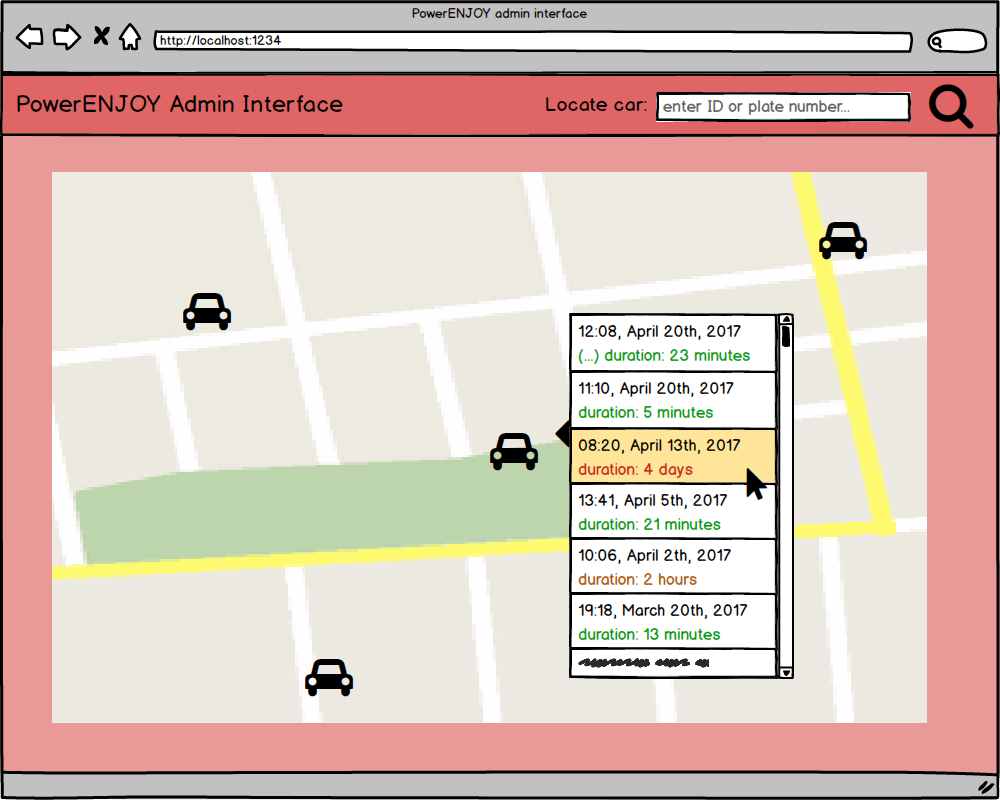 PowerENJOY admin interface
http://localhost:1234
PowerENJOY Admin Interface
Locate car: enter ID or plate number...
12:08, April 20th, 2017
(...) duration: 23 minutes
11:10, April 20th, 2017
duration: 5 minutes
08:20, April 13th, 2017
duration: 4 days
13:41, April 5th, 2017
duration: 21 minutes
10:06, April 2th, 2017
duration: 2 hours
19:18, March 20th, 2017
duration: 13 minutes